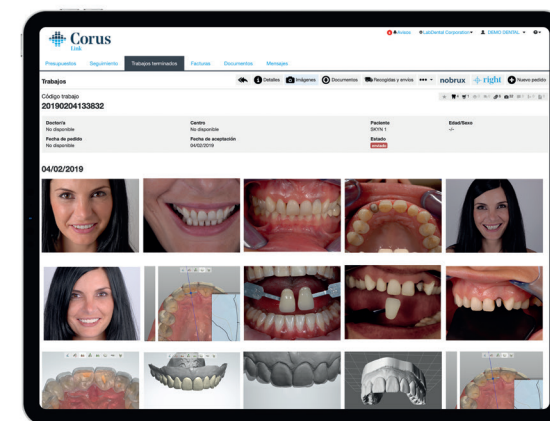 Corus
Link
Avisos LabDental Corporation DEMO DENTAL
Presupuestos Seguimiento Trabajos terminados Facturas Documentos Mensajes
Trabajos
Detalles Imágenes Documentos Recogidas y envíos nobrux right Nuevo pedido
Código trabajo
20190204133832
Doctor/a Centro Paciente Edad/Sexo
No disponible No disponible SKYN 1 -/-
Fecha de pedido Fecha de aceptación Estado
No disponible 04/02/2019 enviado
04/02/2019